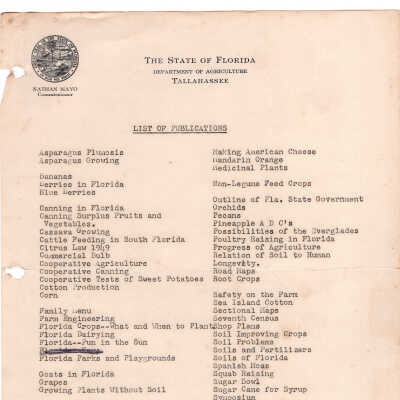 THE STATE OF FLORIDA
DEPARTMENT OF AGRICULTURE
TALLAHASSEE
NATHAN MAYO
Commissioner
LIST OF PUBLICATIONS
Asparagus Plumosis
Asparagus Growing
Bananas
Berries in Florida
Blue Berries
Canning in Florida
Canning Surplus Fruits and
Vegetables.
Cassava Growing
Cattle Feeding in South Florida
Citrus Law 1949
Commercial Bulb
Cooperative Agriculture
Cooperative Canning
Cooperative Tests of Sweet Potatoes
Cotton Production
Corn
Family Menu
Farm Engineering
Florida Crops--What and When to Plant
Florida Dairying
Florida--Fun in the Sun
Florida Parks and Playgrounds
Goats in Florida
Grapes
Growing Plants Without Soil
Making American Cheese
Mandarin Orange
Medicinal Plants
Non-Legume Feed Crops
Outline of Fla. State Government
Orchids
Pecans
Pineapple A D C's
Possibilities of the Everglades
Poultry Raising in Florida
Progress of Agriculture
Relation of Soil to Human
Longevity.
Road Maps
Root Crops
Safety on the Farm
Sea Island Cotton
Sectional Maps
Seventh Census
Shop Plans
Soil Improving Crops
Soil Problems
Soils and Fertilizers
Soils of Florida
Spanish Moss
Squab Raising
Sugar Bowl
Sugar Cane for Syrup
Symposium